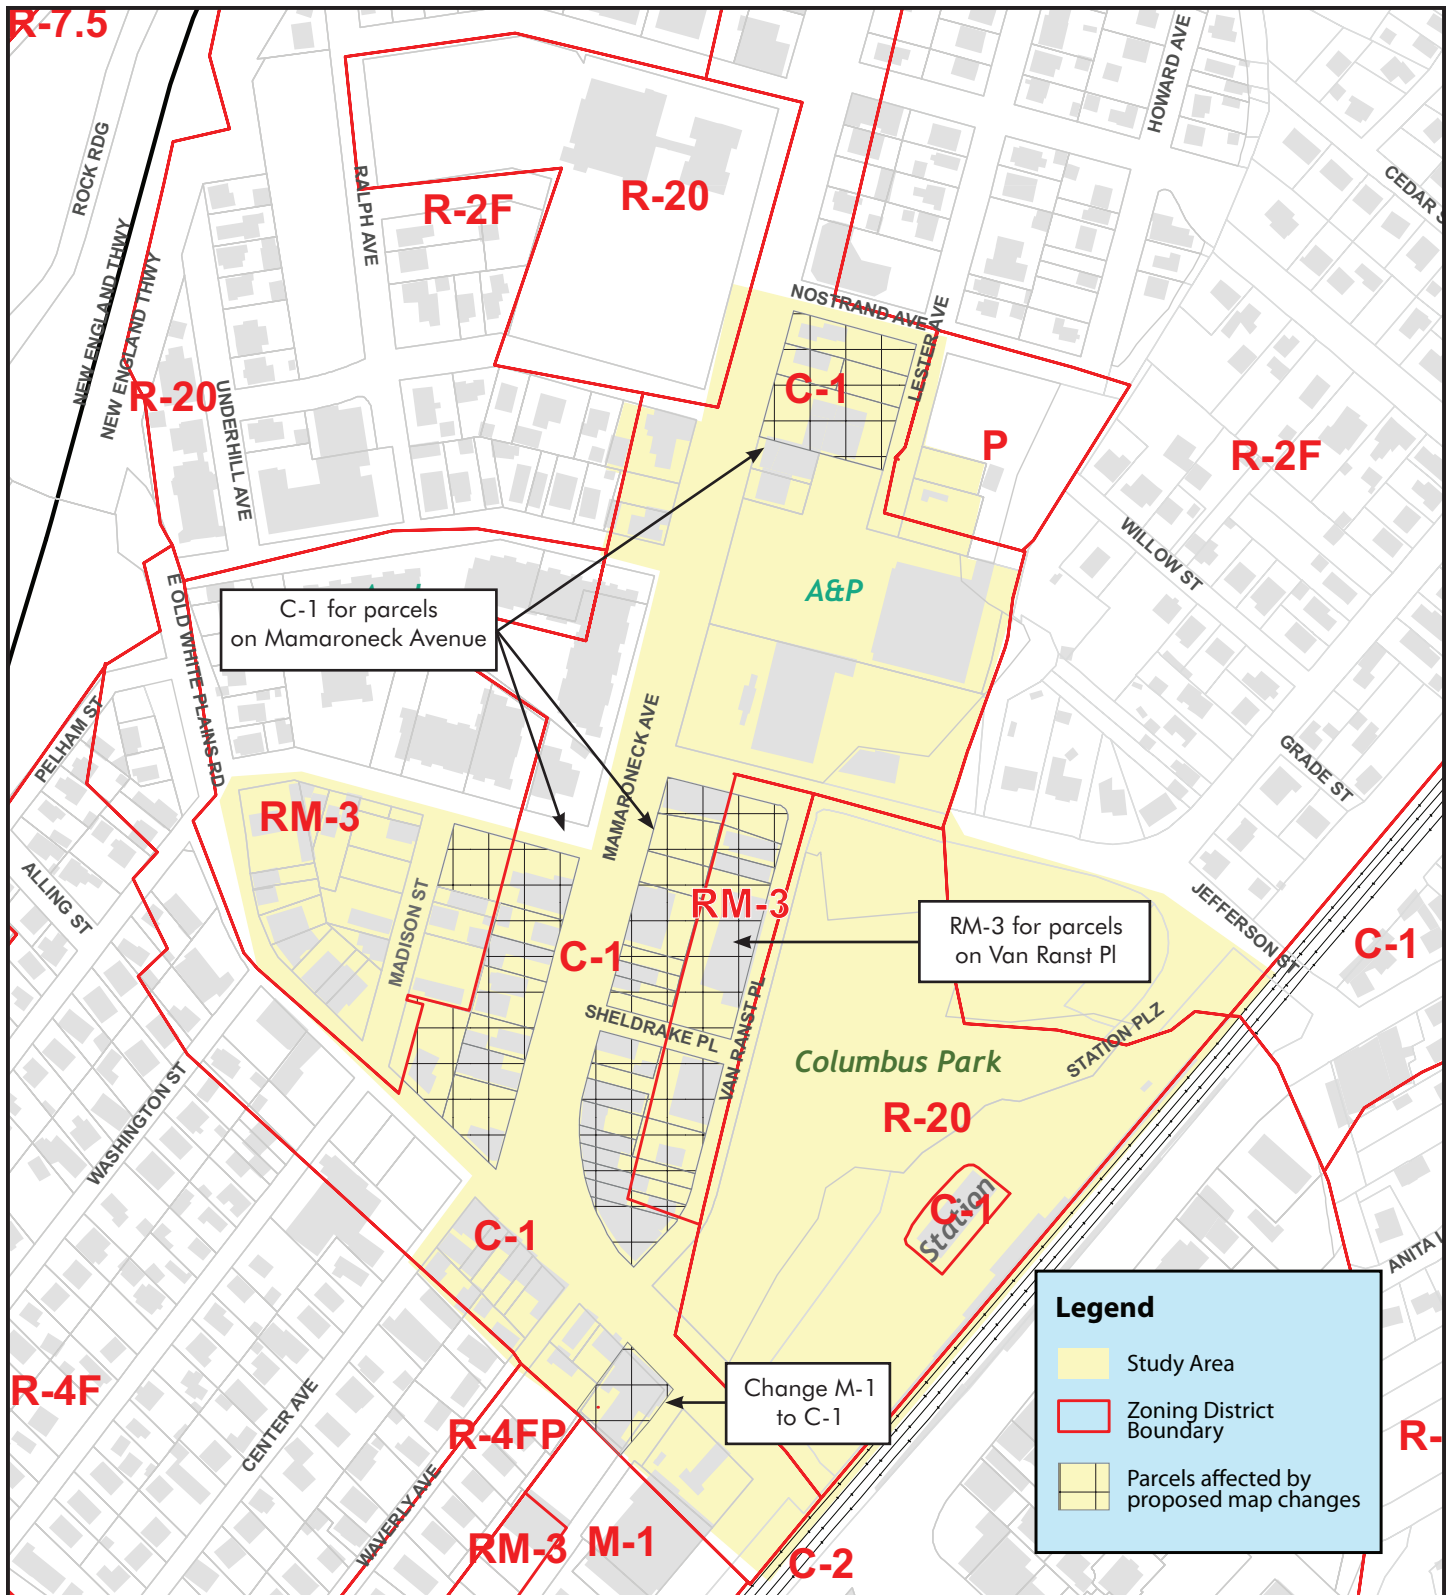 R-7.5
HOWARD AVE
ROCK RDG
RALPH AVE
R-2F
R-20
CEDAR
NEW ENGLAND THWY
NEW ENGLAND THWY
NOSTRAND AVE
LESTER AVE
R-20
UNDERHILL AVE
C-1
P
R-2F
WILLOW ST
E OLD WHITE PLAINS RD
A&P
C-1 for parcels
on Mamaroneck Avenue
PELHAM ST
MAMARONECK AVE
GRADE ST
RM-3
ALLING ST
MADISON ST
RM-3
JEFFERSON ST
RM-3 for parcels
on Van Ranst Pl
C-1
C-1
SHELDRAKE PL
VAN RANST PL
STATION PLZ
Columbus Park
R-20
WASHINGTON ST
C-1
Station
C-1
ANITA
Legend
Study Area
Zoning District
Boundary
Parcels affected by
proposed map changes
Change M-1
to C-1
R-4F
CENTER AVE
R-4FP
R-
WAVERLY AVE
RM-3
M-1
C-2